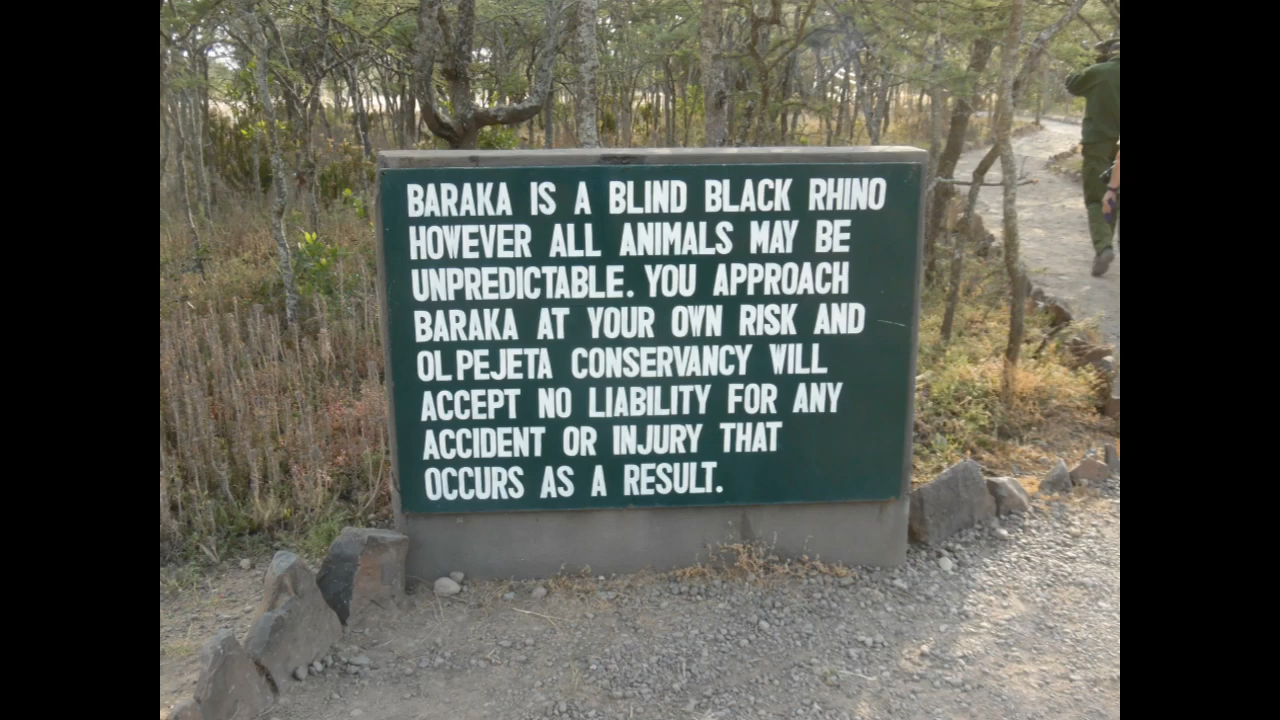 BARAKA IS A BLIND BLACK RHINO
HOWEVER ALL ANIMALS MAY BE
UNPREDICTABLE. YOU APPROACH
BARAKA AT YOUR OWN RISK AND
OL PEJETA CONSERVANCY WILL
ACCEPT NO LIABILITY FOR ANY
ACCIDENT OR INJURY THAT
OCCURS AS A RESULT.